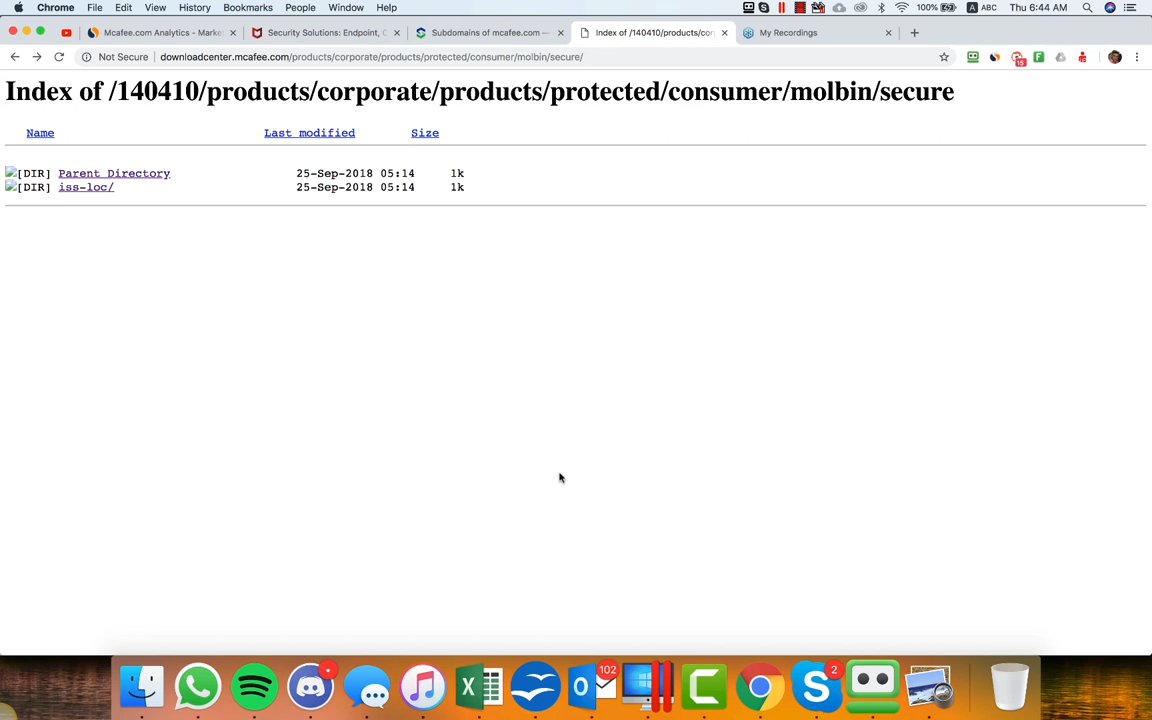 Chrome File Edit View History Bookmarks People Window Help 100% A ABC Thu 6:44 AM
Mcafee.com Analytics – Marke
Security Solutions: Endpoint, C
Subdomains of mcafee.com —
Index of /140410/products/cor
My Recordings
Not Secure downloadcenter.mcafee.com/products/corporate/products/protected/consumer/molbin/secure/
15
F
Index of /140410/products/corporate/products/protected/consumer/molbin/secure
Name Last modified Size
[DIR] Parent Directory 25-Sep-2018 05:14 1k
[DIR] iss-loc/ 25-Sep-2018 05:14 1k
102
2